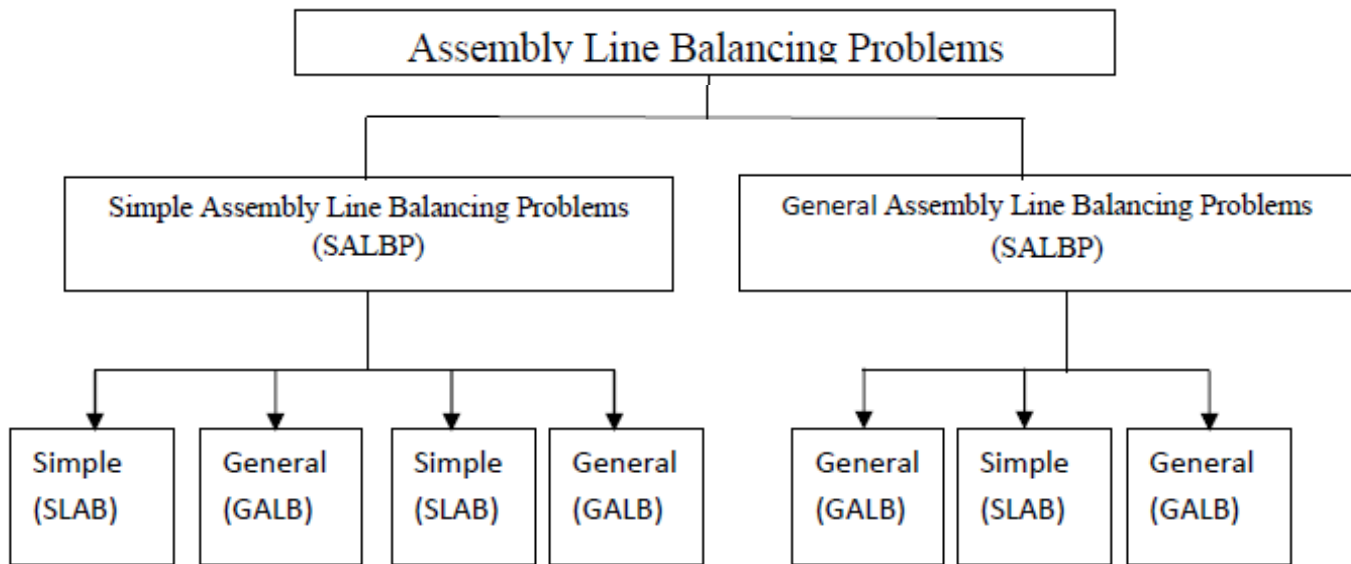 Assembly Line Balancing Problems
Simple Assembly Line Balancing Problems
(SALBP)
General Assembly Line Balancing Problems
(SALBP)
Simple
(SLAB)
General
(GALB)
Simple
(SLAB)
General
(GALB)
General
(GALB)
Simple
(SLAB)
General
(GALB)